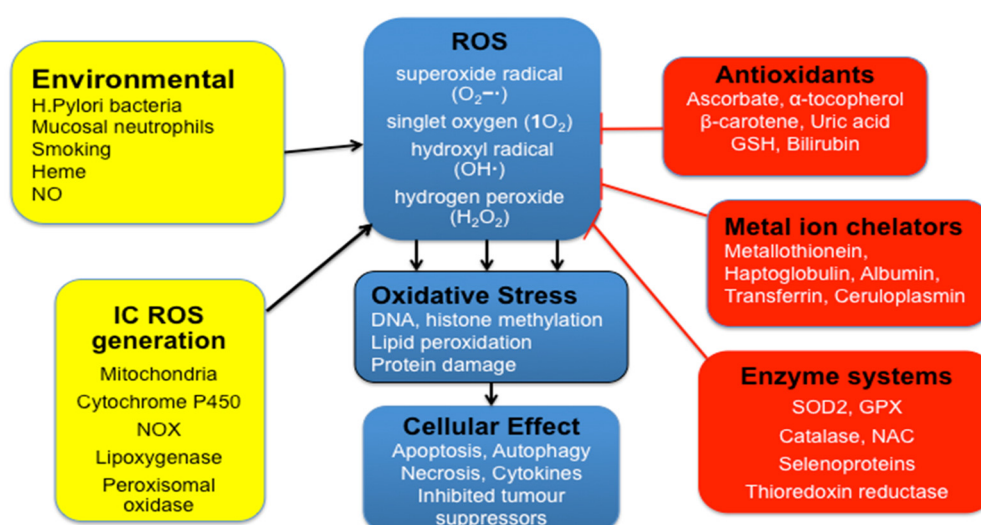 Environmental
H.Pylori bacteria
Mucosal neutrophils
Smoking
Heme
NO
IC ROS
generation
Mitochondria
Cytochrome P450
NOX
Lipoxygenase
Peroxisomal
oxidase
ROS
superoxide radical
(O₂–·)
singlet oxygen (1O₂)
hydroxyl radical
(OH·)
hydrogen peroxide
(H₂O₂)
Oxidative Stress
DNA, histone methylation
Lipid peroxidation
Protein damage
Cellular Effect
Apoptosis, Autophagy
Necrosis, Cytokines
Inhibited tumour
suppressors
Antioxidants
Ascorbate, α-tocopherol
β-carotene, Uric acid
GSH, Bilirubin
Metal ion chelators
Metallothionein,
Haptoglobulin, Albumin,
Transferrin, Ceruloplasmin
Enzyme systems
SOD2, GPX
Catalase, NAC
Selenoproteins
Thioredoxin reductase